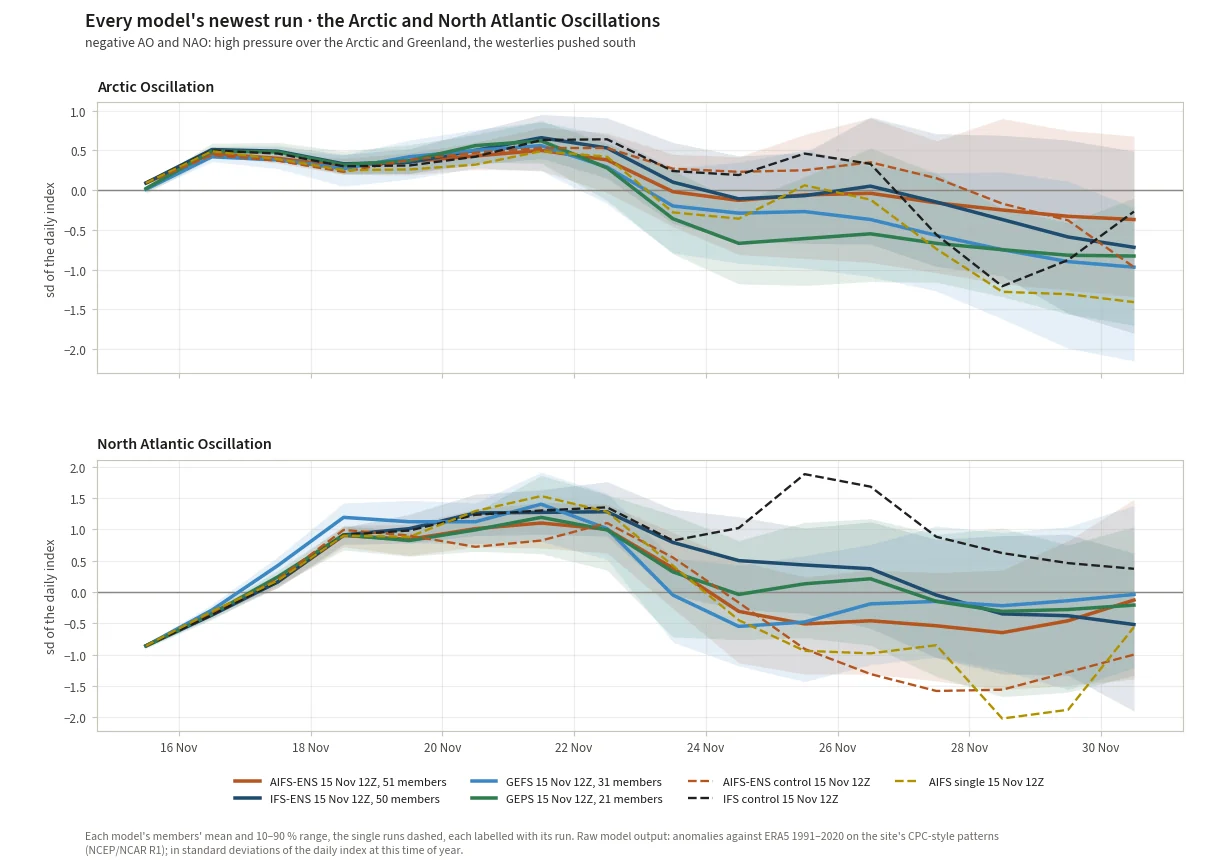 Every model's newest run · the Arctic and North Atlantic Oscillations
negative AO and NAO: high pressure over the Arctic and Greenland, the westerlies pushed south
Arctic Oscillation
1.0
0.5
0.0
−0.5
−1.0
−1.5
−2.0
sd of the daily index
North Atlantic Oscillation
2.0
1.5
1.0
0.5
0.0
−0.5
−1.0
−1.5
−2.0
sd of the daily index
16 Nov 18 Nov 20 Nov 22 Nov 24 Nov 26 Nov 28 Nov 30 Nov
AIFS-ENS 15 Nov 12Z, 51 members GEFS 15 Nov 12Z, 31 members AIFS-ENS control 15 Nov 12Z AIFS single 15 Nov 12Z
IFS-ENS 15 Nov 12Z, 50 members GEPS 15 Nov 12Z, 21 members IFS control 15 Nov 12Z
Each model's members' mean and 10–90 % range, the single runs dashed, each labelled with its run. Raw model output: anomalies against ERA5 1991–2020 on the site's CPC-style patterns
(NCEP/NCAR R1); in standard deviations of the daily index at this time of year.